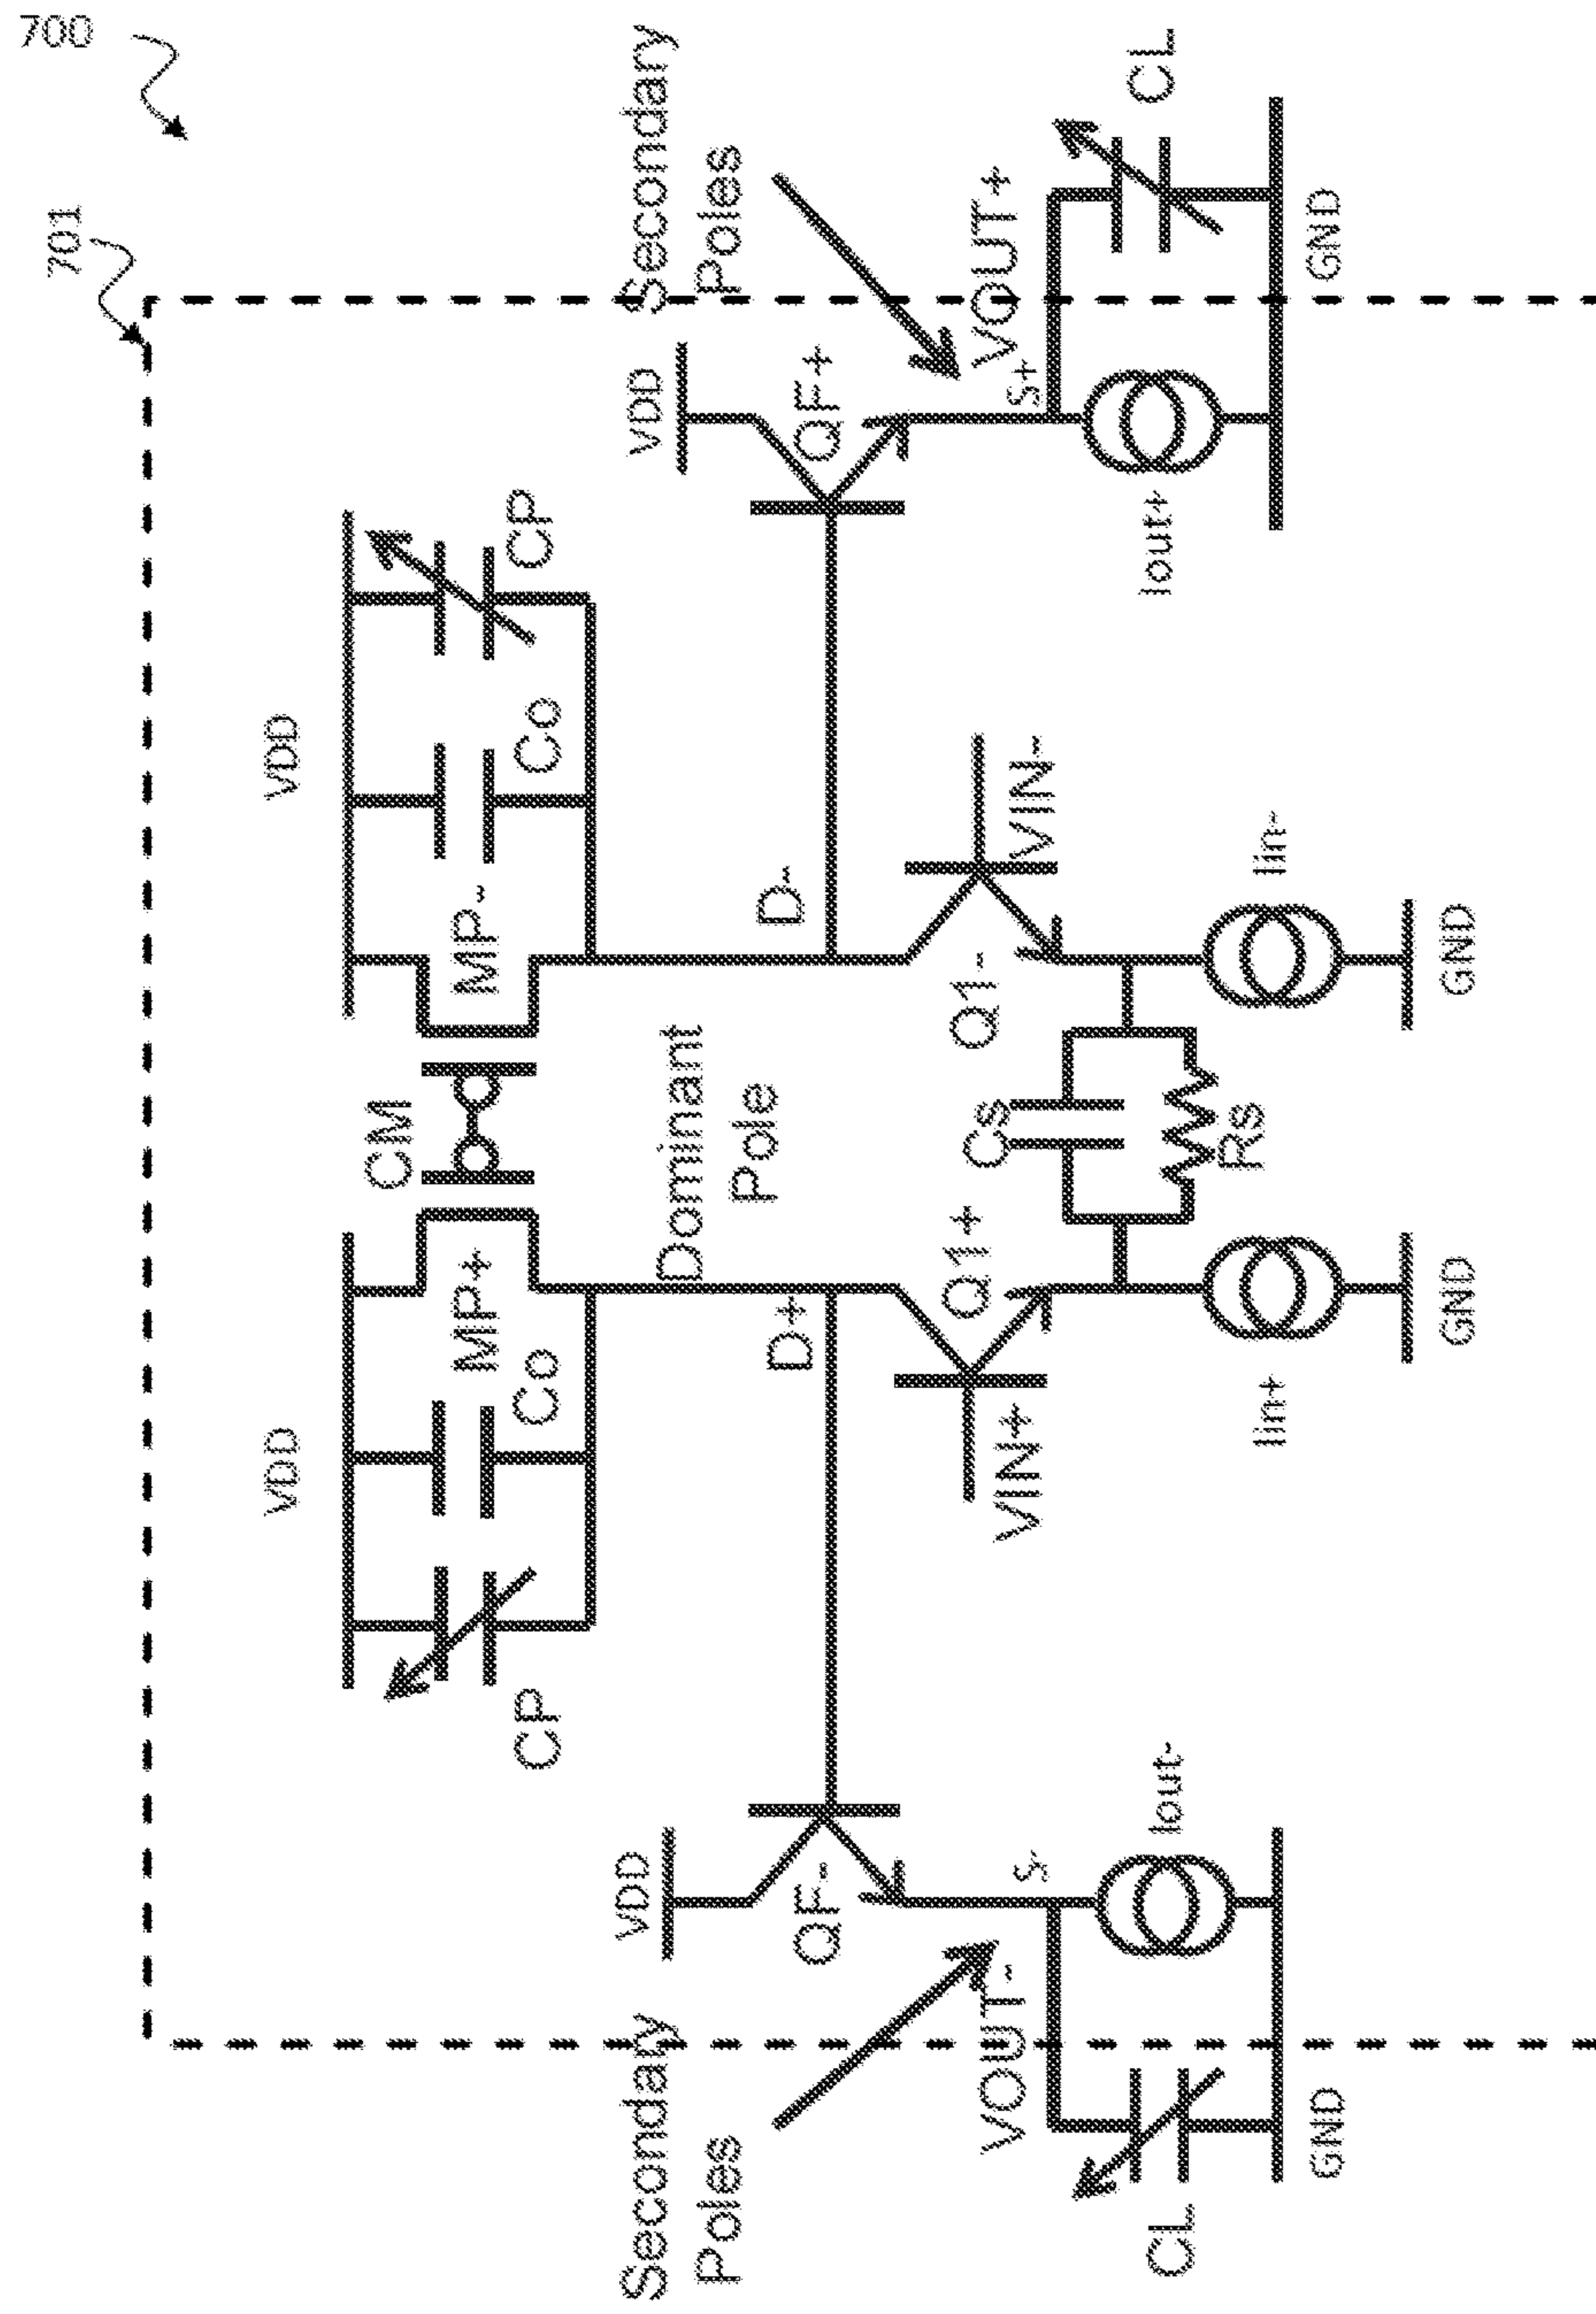 700
701
VDD
VDD
CP
Co
MP+
CM
MP-
Co
CP
Secondary
Poles
VDD
QF-
S-
VOUT-
Iout-
CL
GND
Dominant
Pole
D+
D-
VIN+
Q1+
Cs
Rs
Q1-
VIN-
Iin+
Iin-
GND
GND
Secondary
Poles
VDD
QF+
S+
VOUT+
Iout+
CL
GND